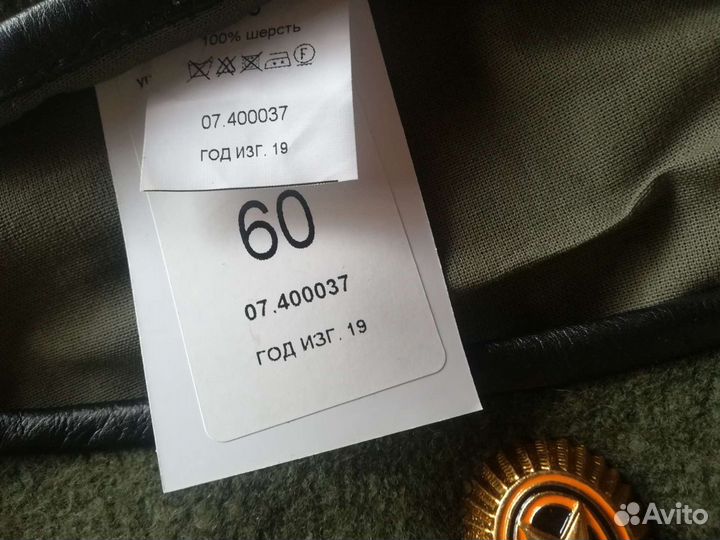 100% шерсть
F
07.400037
ГОД ИЗГ. 19
60
07.400037
ГОД ИЗГ. 19
Avito